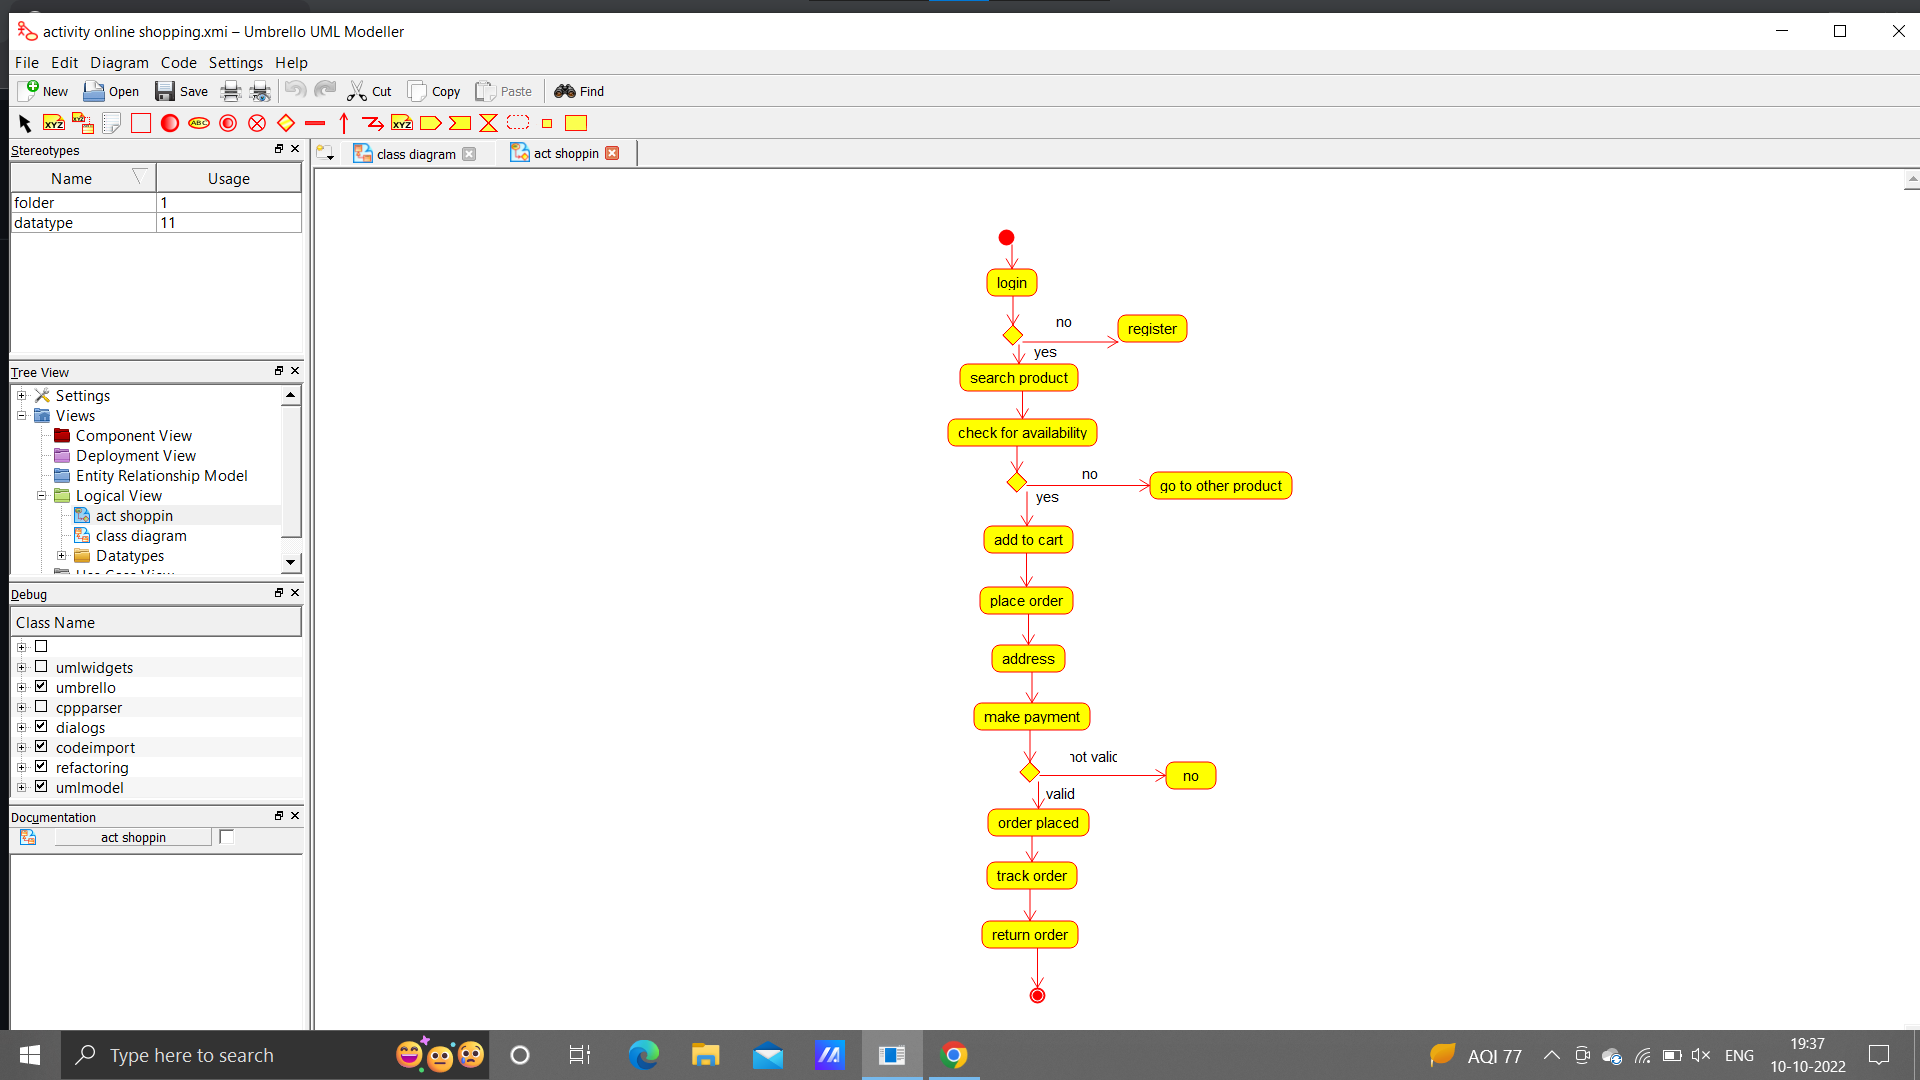 activity online shopping.xmi – Umbrello UML Modeller
File Edit Diagram Code Settings Help
New Open Save Cut Copy Paste Find
XYZ XYZ ABC XYZ
Stereotypes
class diagram act shoppin
Name Usage
folder 1
datatype 11
Tree View
Settings
Views
Component View
Deployment View
Entity Relationship Model
Logical View
act shoppin
class diagram
Datatypes
Debug
Class Name
umlwidgets
umbrello
cppparser
dialogs
codeimport
refactoring
umlmodel
Documentation
act shoppin
login
no
register
yes
search product
check for availability
no
go to other product
yes
add to cart
place order
address
make payment
not valid
no
valid
order placed
track order
return order
Type here to search
AQI 77
ENG
19:37
10-10-2022